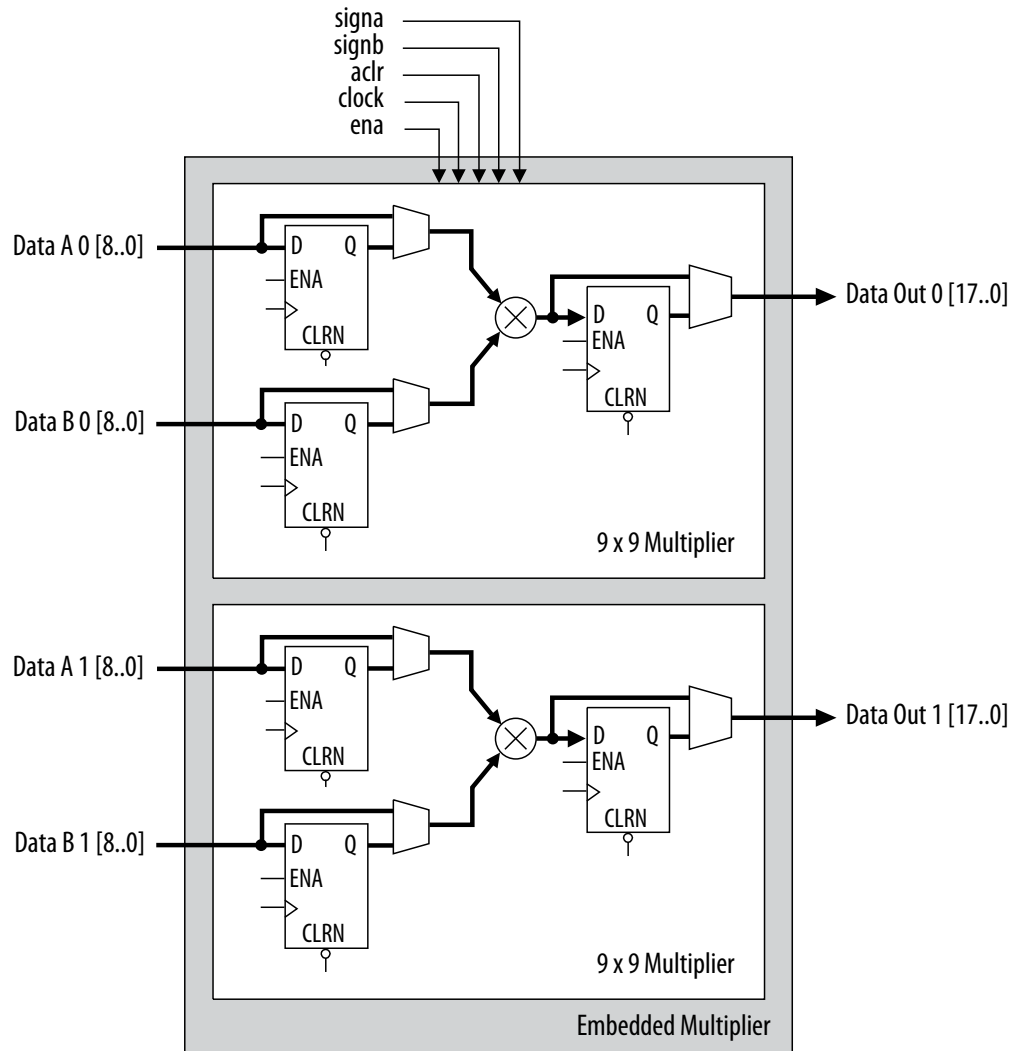 signa
signb
aclr
clock
ena
Data A 0 [8..0]
D Q
ENA
CLRN
Data B 0 [8..0]
D Q
ENA
CLRN
D Q
ENA
CLRN
Data Out 0 [17..0]
9 x 9 Multiplier
Data A 1 [8..0]
D Q
ENA
CLRN
Data B 1 [8..0]
D Q
ENA
CLRN
D Q
ENA
CLRN
Data Out 1 [17..0]
9 x 9 Multiplier
Embedded Multiplier